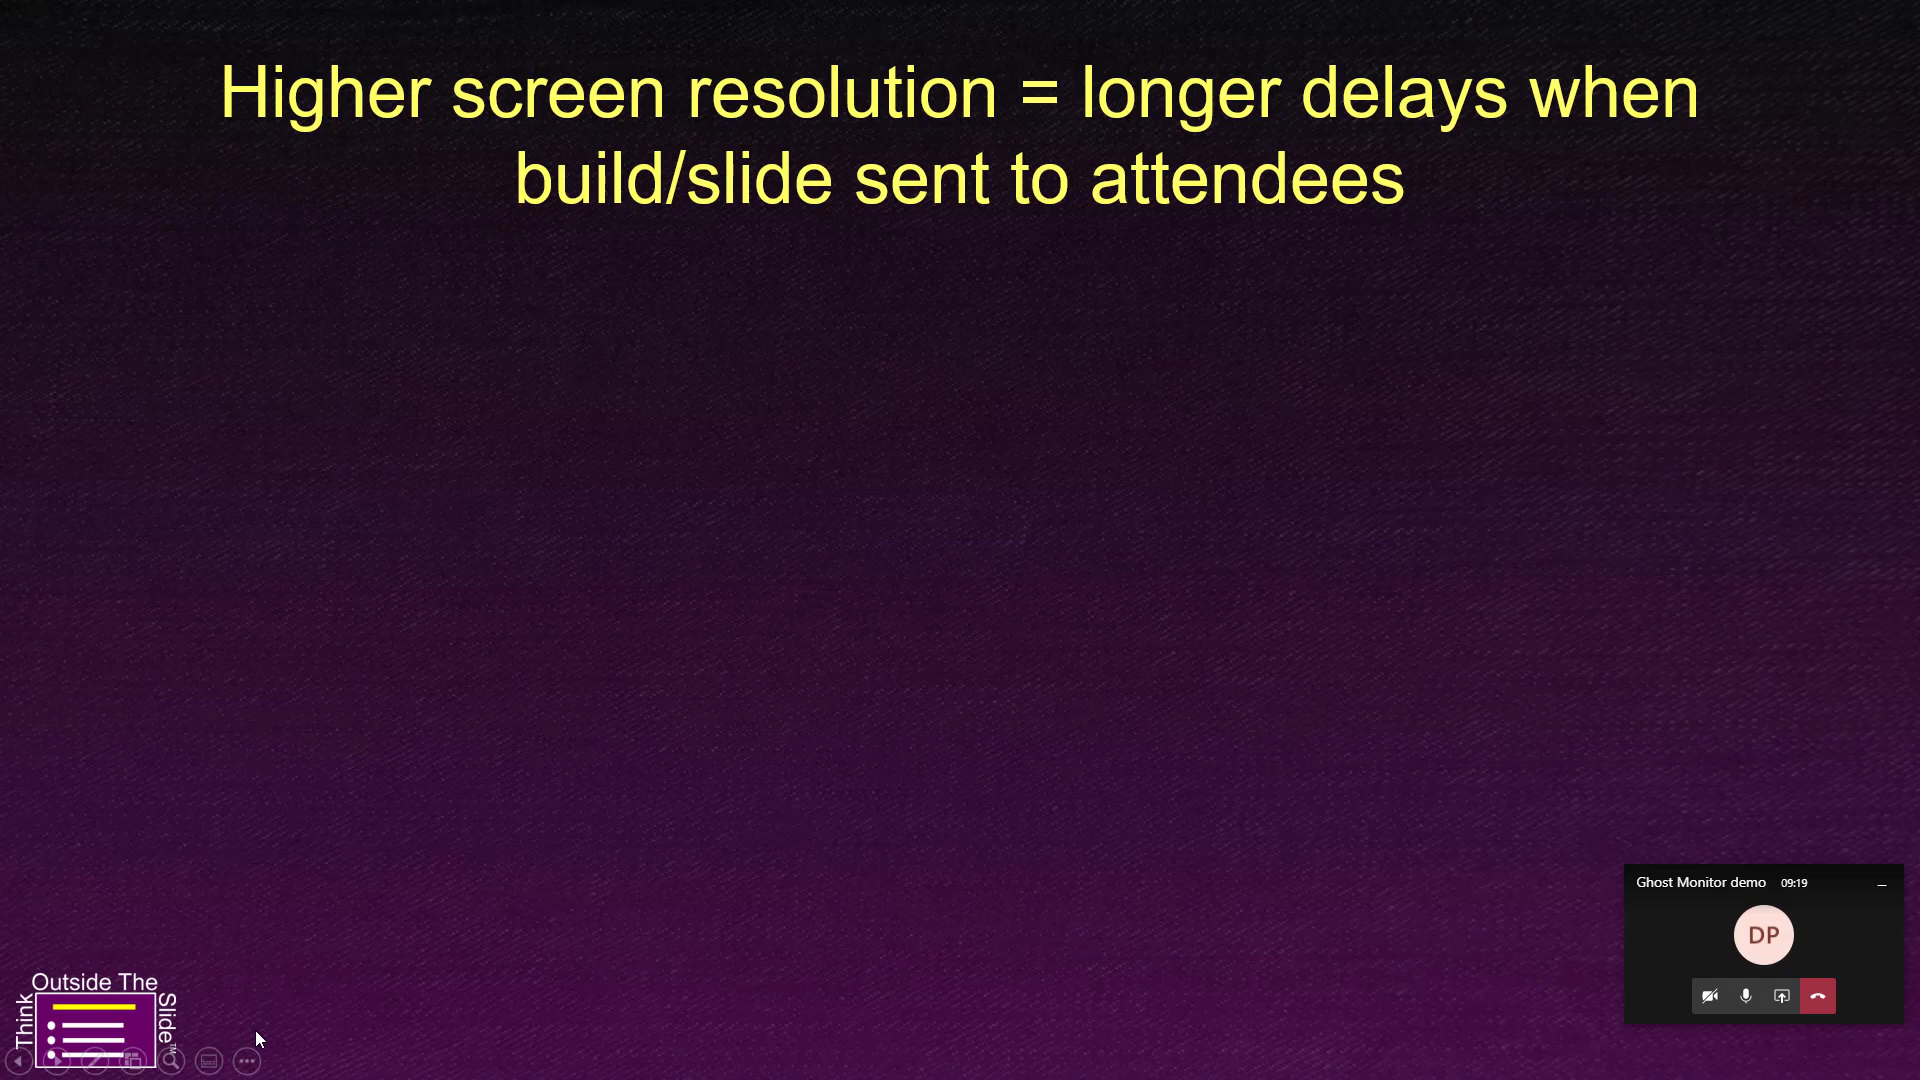 Higher screen resolution = longer delays when
build/slide sent to attendees
Ghost Monitor demo 09:19
DP
Think
Outside The
Slide™